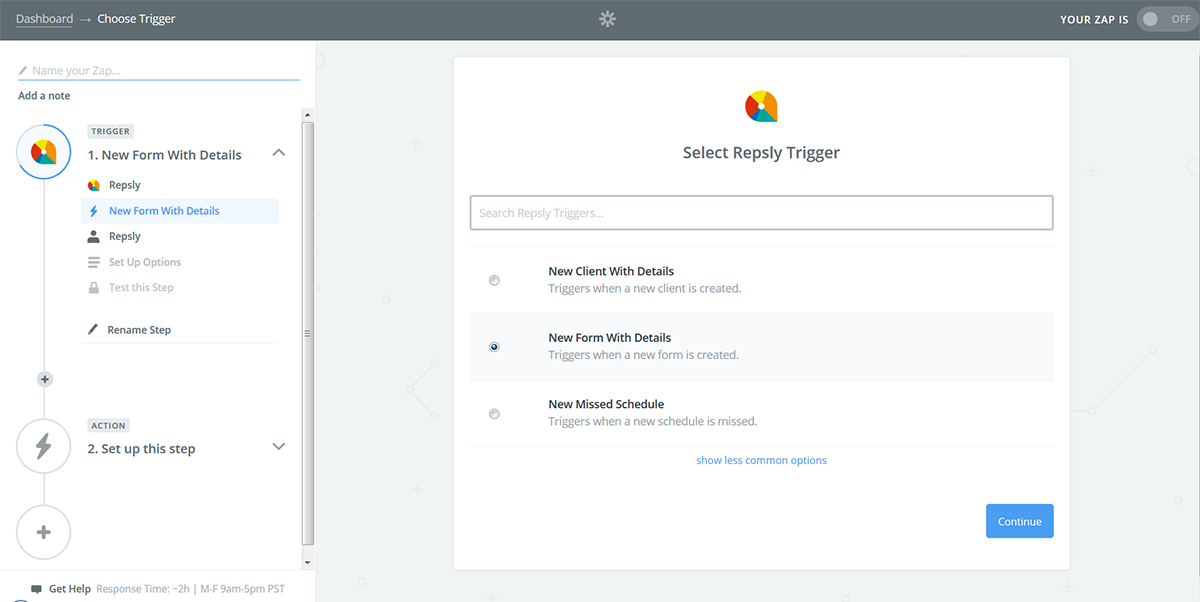 Dashboard → Choose Trigger
YOUR ZAP IS OFF
Name your Zap...
Add a note
TRIGGER
1. New Form With Details
Repsly
New Form With Details
Repsly
Set Up Options
Test this Step
Rename Step
ACTION
2. Set up this step
Get Help Response Time: ~2h | M-F 9am-5pm PST
Select Repsly Trigger
Search Repsly Triggers...
New Client With Details
Triggers when a new client is created.
New Form With Details
Triggers when a new form is created.
New Missed Schedule
Triggers when a new schedule is missed.
show less common options
Continue